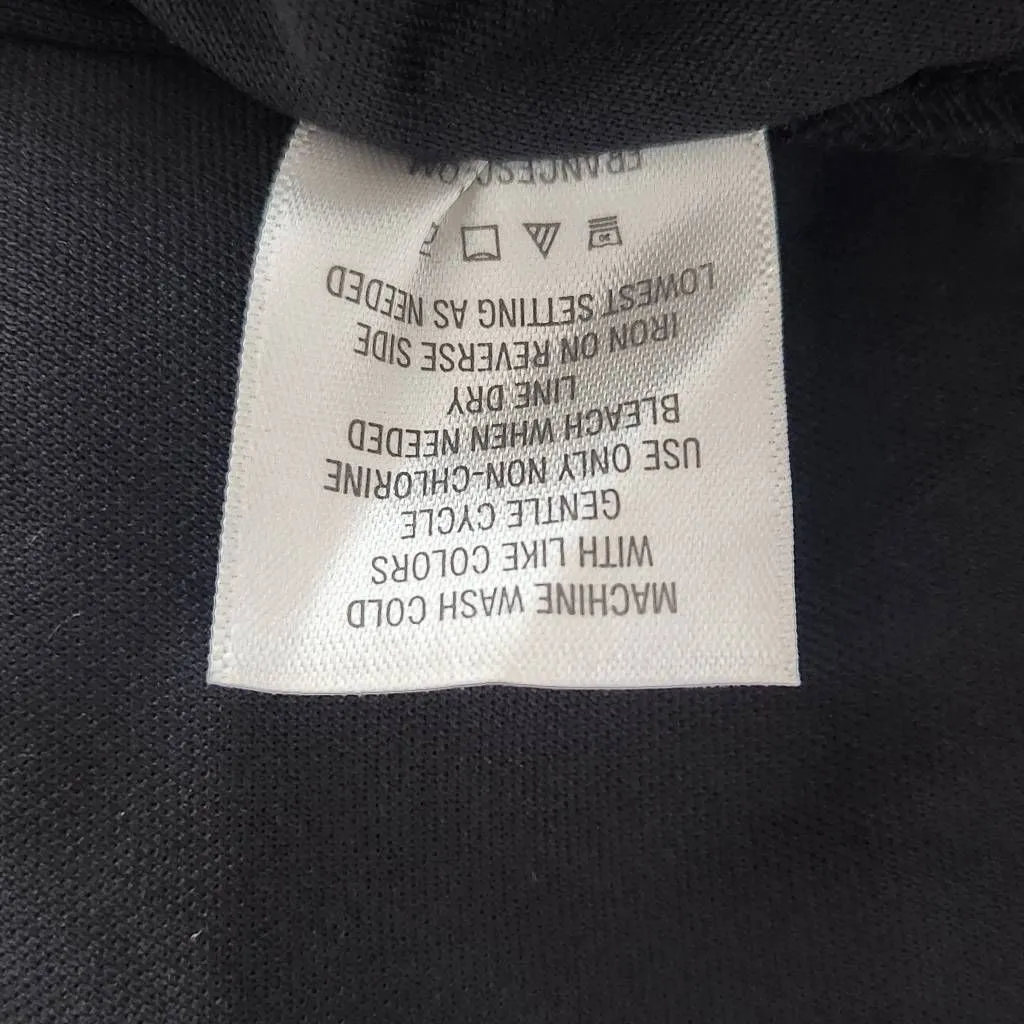 MACHINE WASH COLD
WITH LIKE COLORS
GENTLE CYCLE
USE ONLY NON-CHLORINE
BLEACH WHEN NEEDED
LINE DRY
IRON ON REVERSE SIDE
LOWEST SETTING AS NEEDED
30